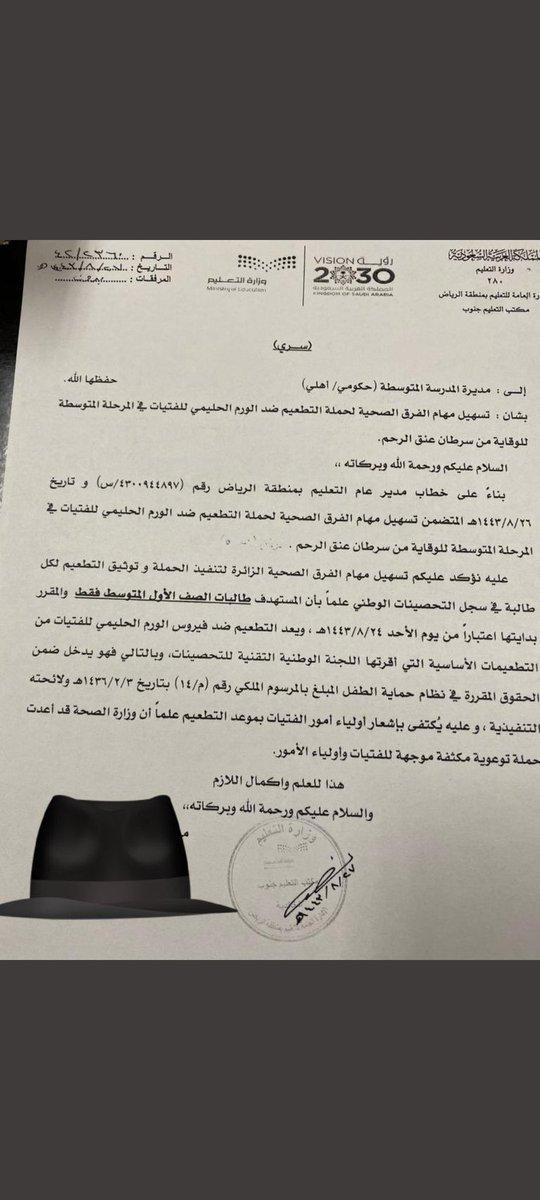 المملكة العربية السعودية
وزارة التعليم
٢٨٠
دارة العامة للتعليم بمنطقة الرياض
مكتب التعليم جنوب
VISION رؤيـة
2030
المملكة العربية السعودية
KINGDOM OF SAUDI ARABIA
وزارة التعليم
Ministry of Education
الرقم :
التاريخ :
المرفقات :
(سري)
إلى : مديرة المدرسة المتوسطة (حكومي/ أهلي) حفظها الله.
بشان : تسهيل مهام الفرق الصحية لحملة التطعيم ضد الورم الحليمي للفتيات في المرحلة المتوسطة
للوقاية من سرطان عنق الرحم.
السلام عليكم ورحمة الله وبركاته ،،
بناءً على خطاب مدير عام التعليم بمنطقة الرياض رقم (٤٣٠٠٩٤٤٨٩٧/س) و تاريخ
١٤٤٣/٨/٢٦هـ المتضمن تسهيل مهام الفرق الصحية لحملة التطعيم ضد الورم الحليمي للفتيات في
المرحلة المتوسطة للوقاية من سرطان عنق الرحم .
عليه نؤكد عليكم تسهيل مهام الفرق الصحية الزائرة لتنفيذ الحملة و توثيق التطعيم لكل
طالبة في سجل التحصينات الوطني علماً بأن المستهدف طالبات الصف الأول المتوسط فقط والمقرر
بدايتها اعتباراً من يوم الأحد ١٤٤٣/٨/٢٤هـ ، ويعد التطعيم ضد فيروس الورم الحليمي للفتيات من
التطعيمات الأساسية التي أقرتها اللجنة الوطنية التقنية للتحصينات، وبالتالي فهو يدخل ضمن
الحقوق المقررة في نظام حماية الطفل المبلغ بالمرسوم الملكي رقم (م/١٤) بتاريخ ١٤٣٦/٢/٣هـ ولائحته
التنفيذية ، و عليه يُكتفى بإشعار أولياء أمور الفتيات بموعد التطعيم علماً أن وزارة الصحة قد أعدت
حملة توعوية مكثفة موجهة للفتيات وأولياء الأمور.
هذا للعلم واكمال اللازم
والسلام عليكم ورحمة الله وبركاته،،
وزارة التعليم
مكتب التعليم جنوب
١٤٤٣/٨/٢٧هـ